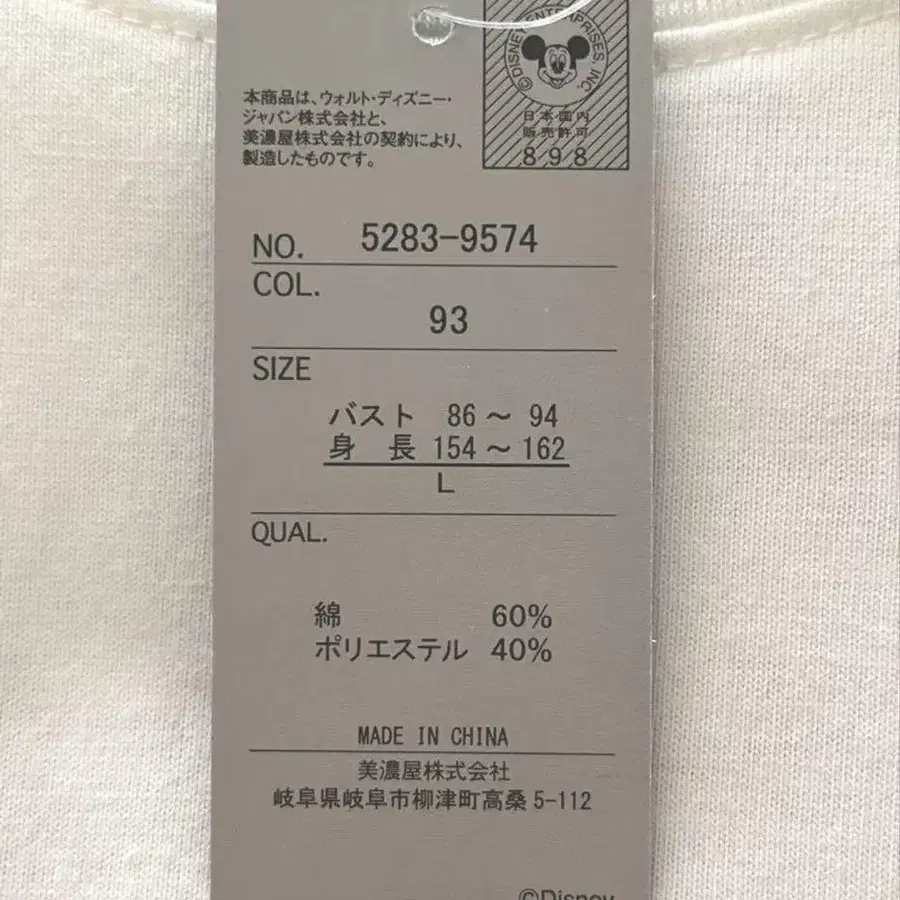 ©DISNEY ENTERPRISES, INC.
日本国内
販売許可
898
本商品は、ウォルト・ディズニー・
ジャパン株式会社と、
美濃屋株式会社の契約により、
製造したものです。
NO. 5283-9574
COL.
93
SIZE
バスト 86～94
身長 154～162
L
QUAL.
綿 60%
ポリエステル 40%
MADE IN CHINA
美濃屋株式会社
岐阜県岐阜市柳津町高桑5-112
©Disney